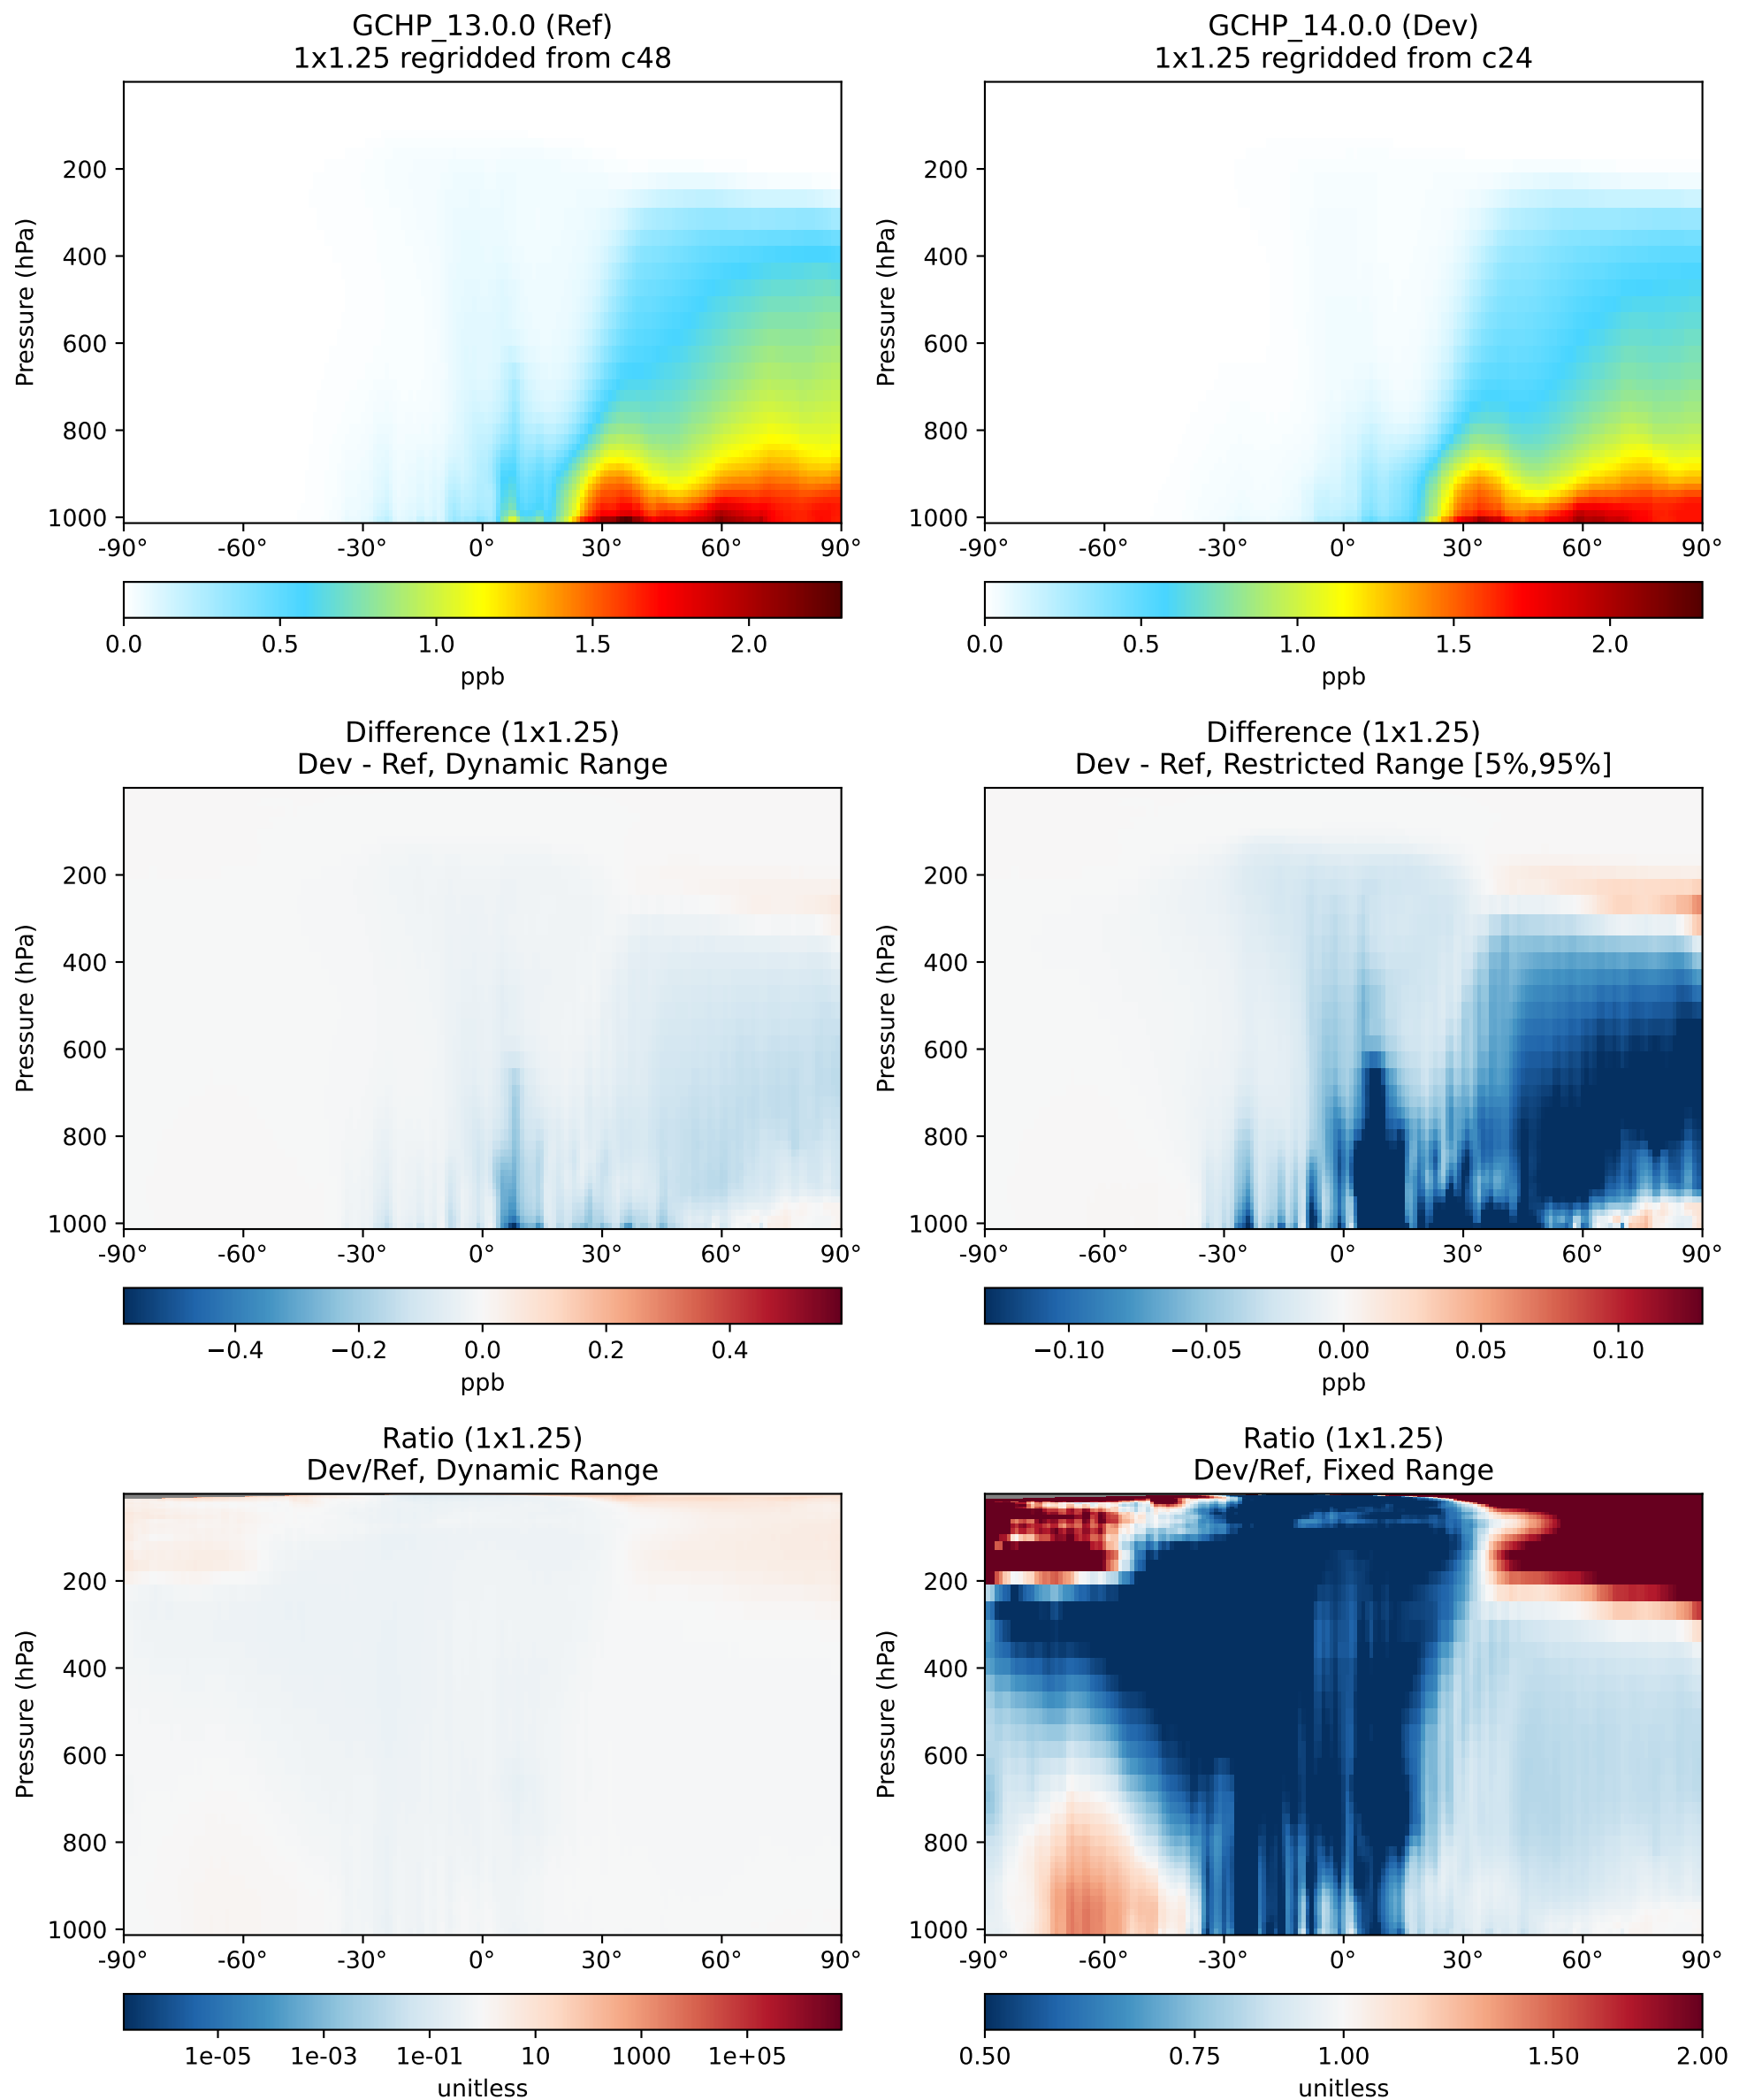 GCHP_13.0.0 (Ref)
1x1.25 regridded from c48
Pressure (hPa)
200
400
600
800
1000
-90° -60° -30° 0° 30° 60° 90°
0.0 0.5 1.0 1.5 2.0
ppb
GCHP_14.0.0 (Dev)
1x1.25 regridded from c24
Pressure (hPa)
200
400
600
800
1000
-90° -60° -30° 0° 30° 60° 90°
0.0 0.5 1.0 1.5 2.0
ppb
Difference (1x1.25)
Dev - Ref, Dynamic Range
Pressure (hPa)
200
400
600
800
1000
-90° -60° -30° 0° 30° 60° 90°
−0.4 −0.2 0.0 0.2 0.4
ppb
Difference (1x1.25)
Dev - Ref, Restricted Range [5%,95%]
Pressure (hPa)
200
400
600
800
1000
-90° -60° -30° 0° 30° 60° 90°
−0.10 −0.05 0.00 0.05 0.10
ppb
Ratio (1x1.25)
Dev/Ref, Dynamic Range
Pressure (hPa)
200
400
600
800
1000
-90° -60° -30° 0° 30° 60° 90°
1e-05 1e-03 1e-01 10 1000 1e+05
unitless
Ratio (1x1.25)
Dev/Ref, Fixed Range
Pressure (hPa)
200
400
600
800
1000
-90° -60° -30° 0° 30° 60° 90°
0.50 0.75 1.00 1.50 2.00
unitless